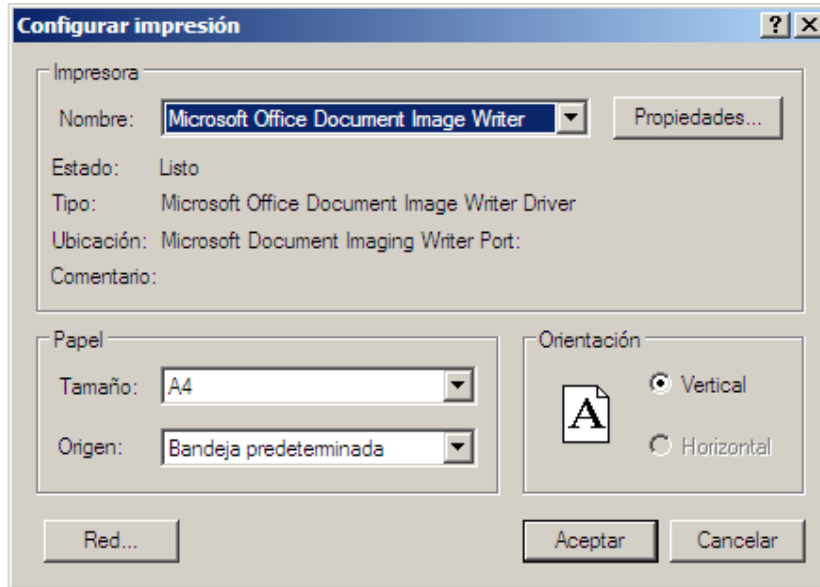 Configurar impresión
Impresora
Nombre: Microsoft Office Document Image Writer Propiedades...
Estado: Listo
Tipo: Microsoft Office Document Image Writer Driver
Ubicación: Microsoft Document Imaging Writer Port:
Comentario:
Papel
Tamaño: A4
Origen: Bandeja predeterminada
Orientación
A
Vertical
Horizontal
Red... Aceptar Cancelar